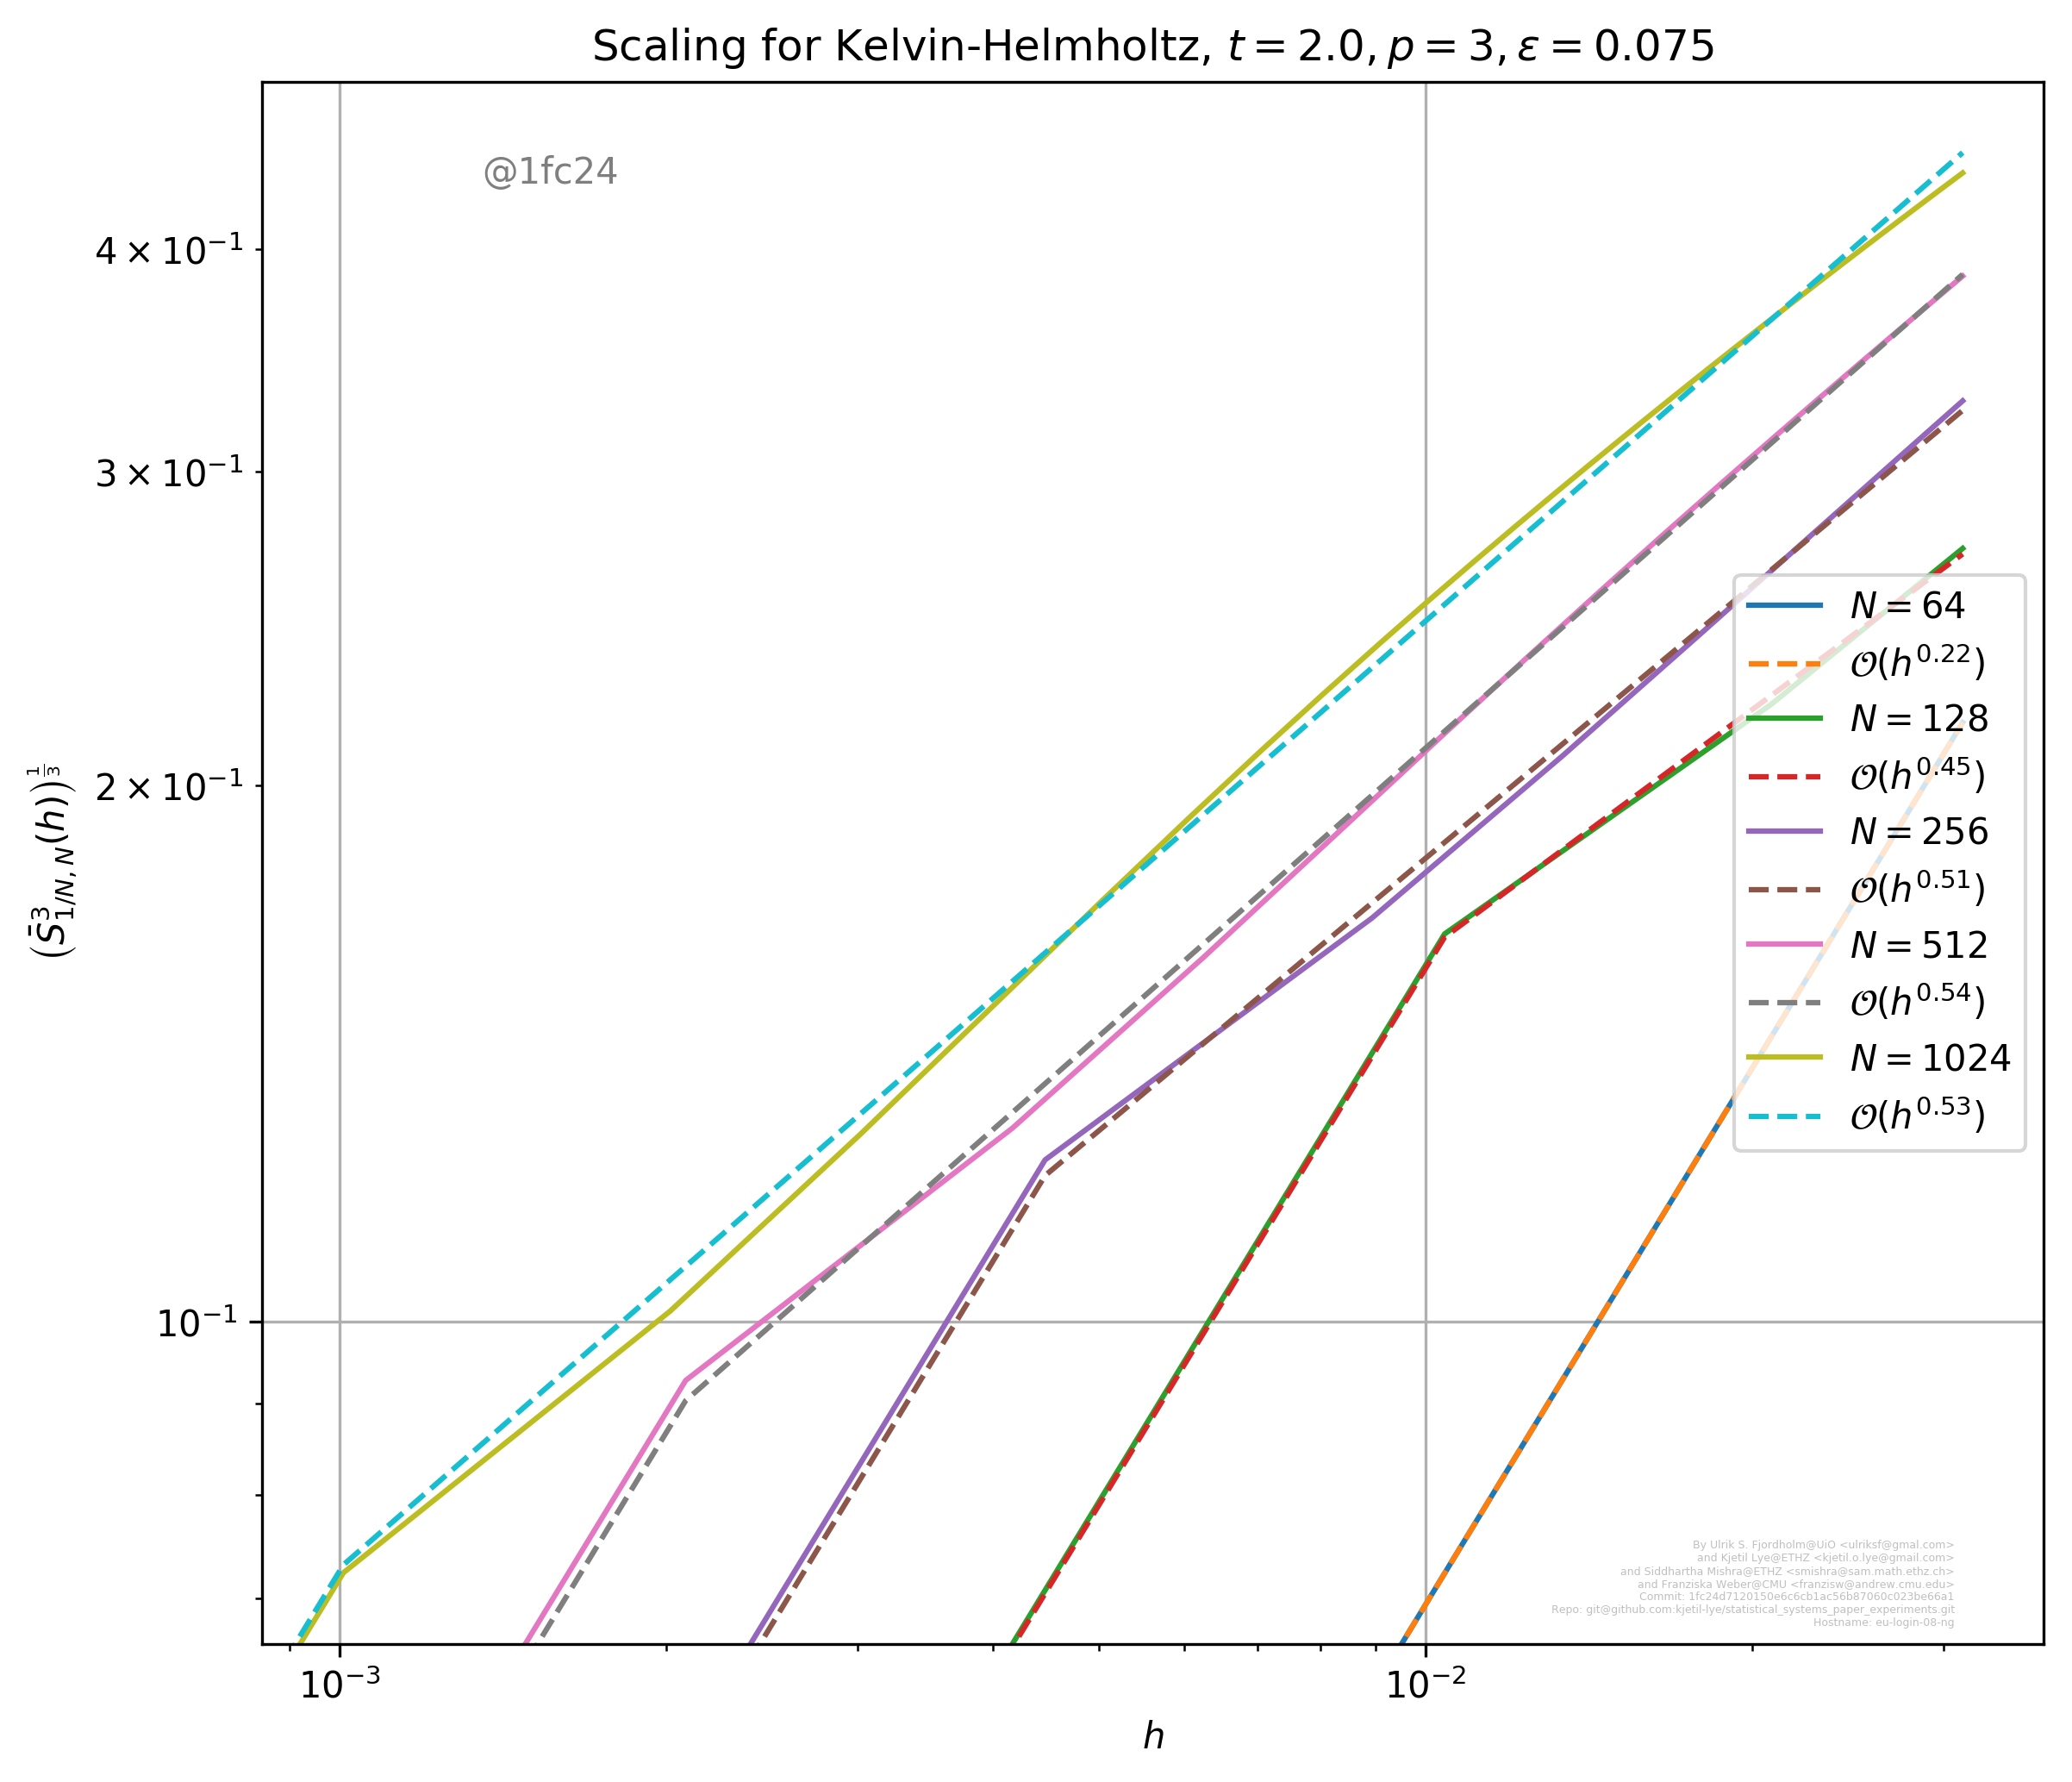 Scaling for Kelvin-Helmholtz, t = 2.0, p = 3, ε = 0.075
@1fc24
4 × 10⁻¹
3 × 10⁻¹
2 × 10⁻¹
10⁻¹
(S̄³₁/N, N(h))^(1/3)
N = 64
𝒪(h^0.22)
N = 128
𝒪(h^0.45)
N = 256
𝒪(h^0.51)
N = 512
𝒪(h^0.54)
N = 1024
𝒪(h^0.53)
By Ulrik S. Fjordholm@UiO <ulriksf@gmal.com>
and Kjetil Lye@ETHZ <kjetil.o.lye@gmail.com>
and Siddhartha Mishra@ETHZ <smishra@sam.math.ethz.ch>
and Franziska Weber@CMU <franzisw@andrew.cmu.edu>
Commit: 1fc24d7120150e6c6cb1ac56b87060c023be66a1
Repo: git@github.com:kjetil-lye/statistical_systems_paper_experiments.git
Hostname: eu-login-08-ng
10⁻³
10⁻²
h